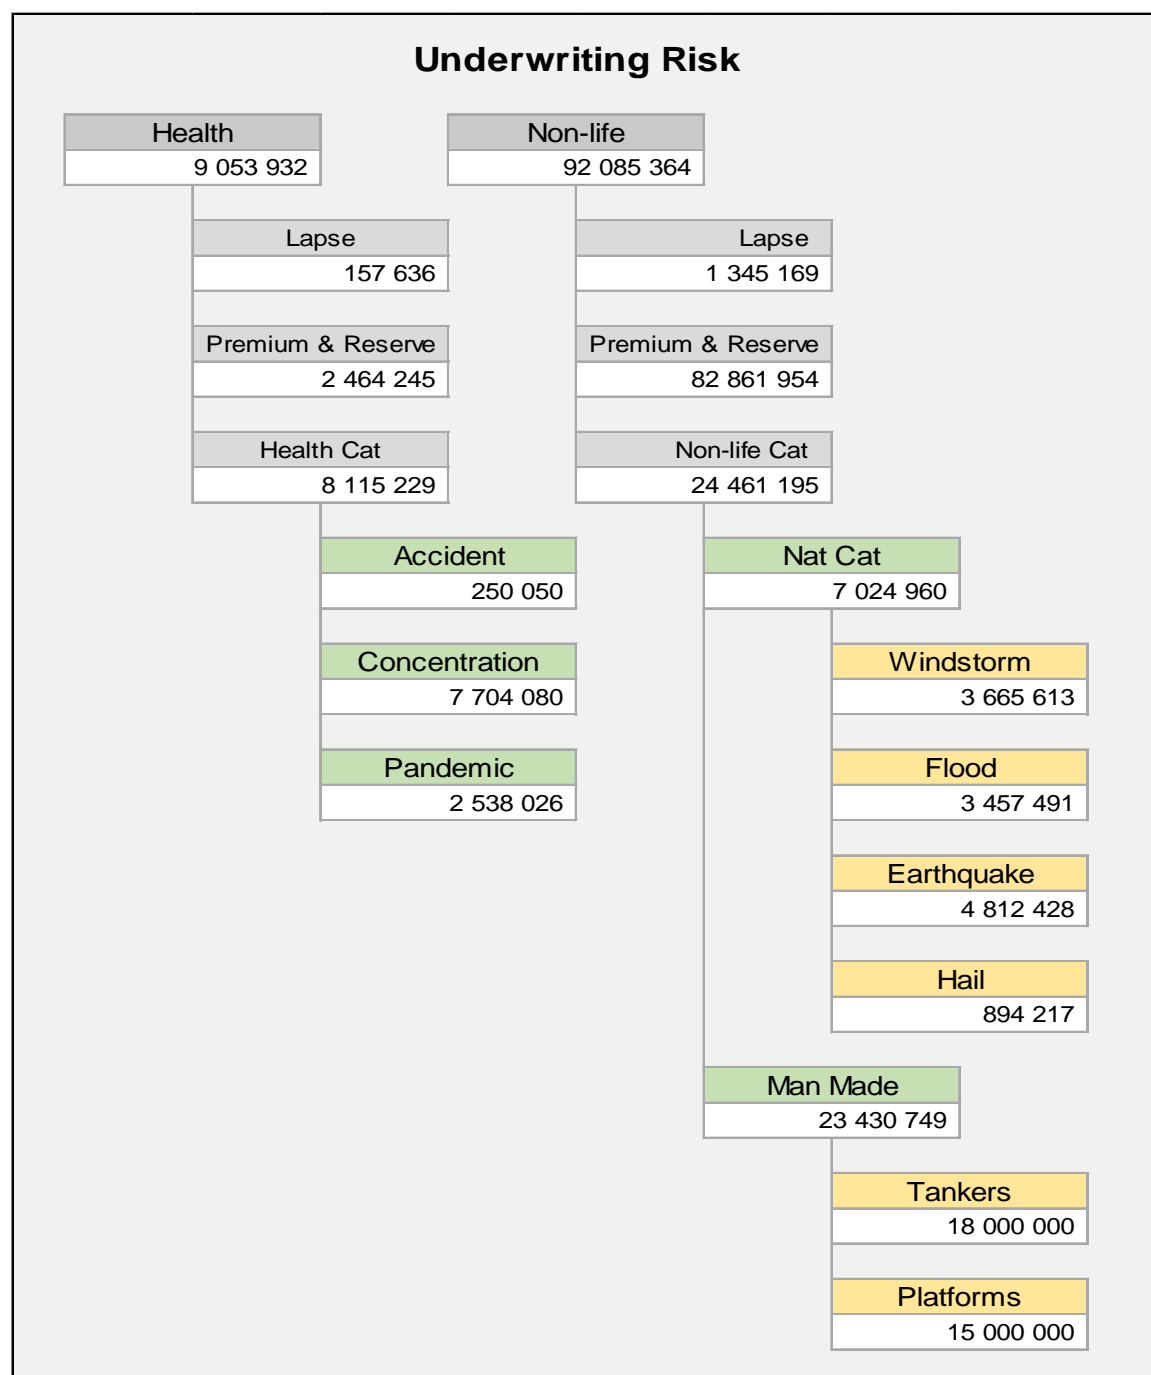 Underwriting Risk
Health
Non-life
9 053 932
92 085 364
Lapse
Lapse
157 636
1 345 169
Premium & Reserve
Premium & Reserve
2 464 245
82 861 954
Health Cat
Non-life Cat
8 115 229
24 461 195
Accident
Nat Cat
250 050
7 024 960
Concentration
Windstorm
7 704 080
3 665 613
Pandemic
Flood
2 538 026
3 457 491
Earthquake
4 812 428
Hail
894 217
Man Made
23 430 749
Tankers
18 000 000
Platforms
15 000 000